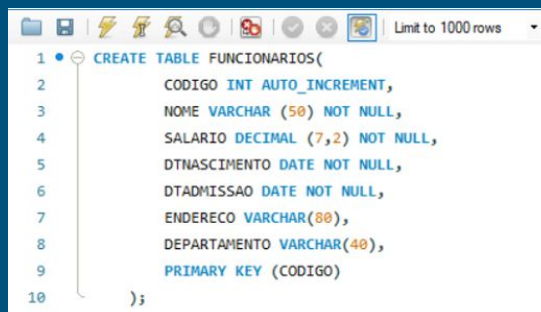 Limit to 1000 rows
1 CREATE TABLE FUNCIONARIOS(
2 CODIGO INT AUTO_INCREMENT,
3 NOME VARCHAR (50) NOT NULL,
4 SALARIO DECIMAL (7,2) NOT NULL,
5 DTNASCIMENTO DATE NOT NULL,
6 DTADMISSAO DATE NOT NULL,
7 ENDERECO VARCHAR(80),
8 DEPARTAMENTO VARCHAR(40),
9 PRIMARY KEY (CODIGO)
10 );